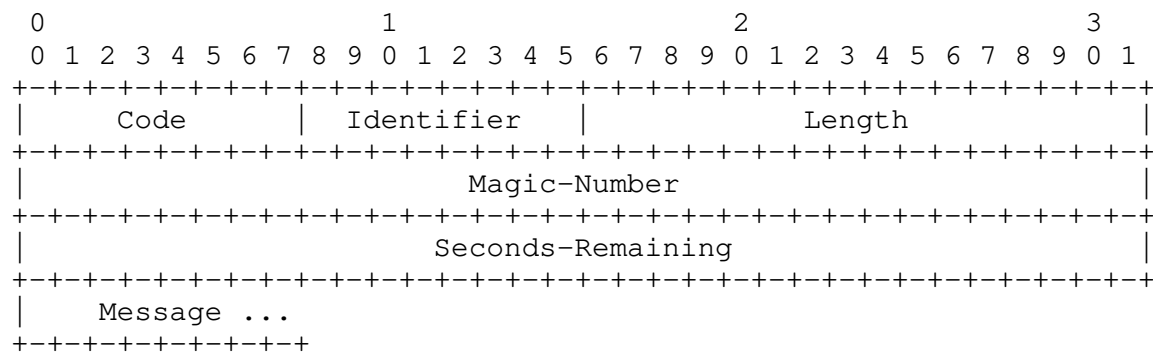 0                   1                   2                   3
0 1 2 3 4 5 6 7 8 9 0 1 2 3 4 5 6 7 8 9 0 1 2 3 4 5 6 7 8 9 0 1
+-+-+-+-+-+-+-+-+-+-+-+-+-+-+-+-+-+-+-+-+-+-+-+-+-+-+-+-+-+-+-+-+
|     Code      |  Identifier   |            Length             |
+-+-+-+-+-+-+-+-+-+-+-+-+-+-+-+-+-+-+-+-+-+-+-+-+-+-+-+-+-+-+-+-+
|                         Magic-Number                          |
+-+-+-+-+-+-+-+-+-+-+-+-+-+-+-+-+-+-+-+-+-+-+-+-+-+-+-+-+-+-+-+-+
|                       Seconds-Remaining                       |
+-+-+-+-+-+-+-+-+-+-+-+-+-+-+-+-+-+-+-+-+-+-+-+-+-+-+-+-+-+-+-+-+
|    Message ...
+-+-+-+-+-+-+-+-+